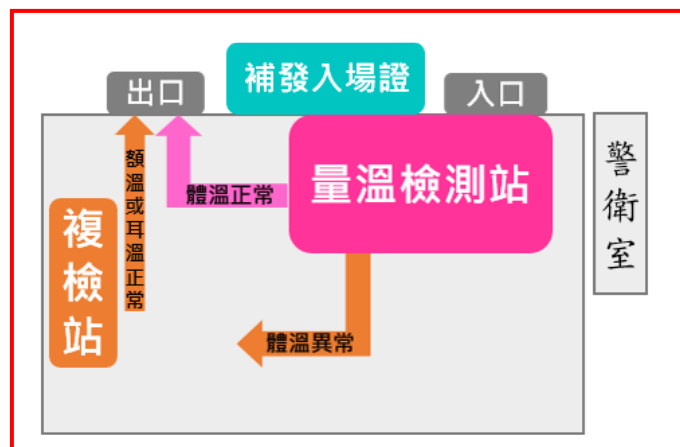 補發入場證
出口
入口
量溫檢測站
警衛室
額溫或耳溫正常
體溫正常
複檢站
體溫異常